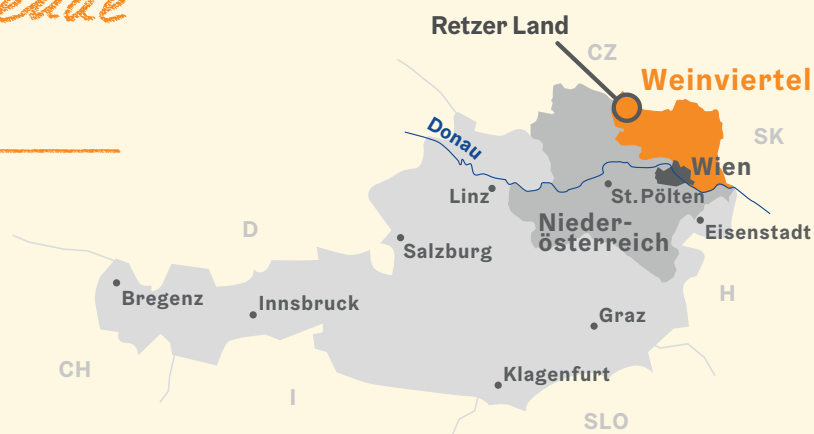 Retzer Land
CZ
Weinviertel
Donau
SK
Wien
Linz
St. Pölten
Nieder-
österreich
Eisenstadt
D
Salzburg
H
Bregenz
Innsbruck
Graz
CH
Klagenfurt
I
SLO